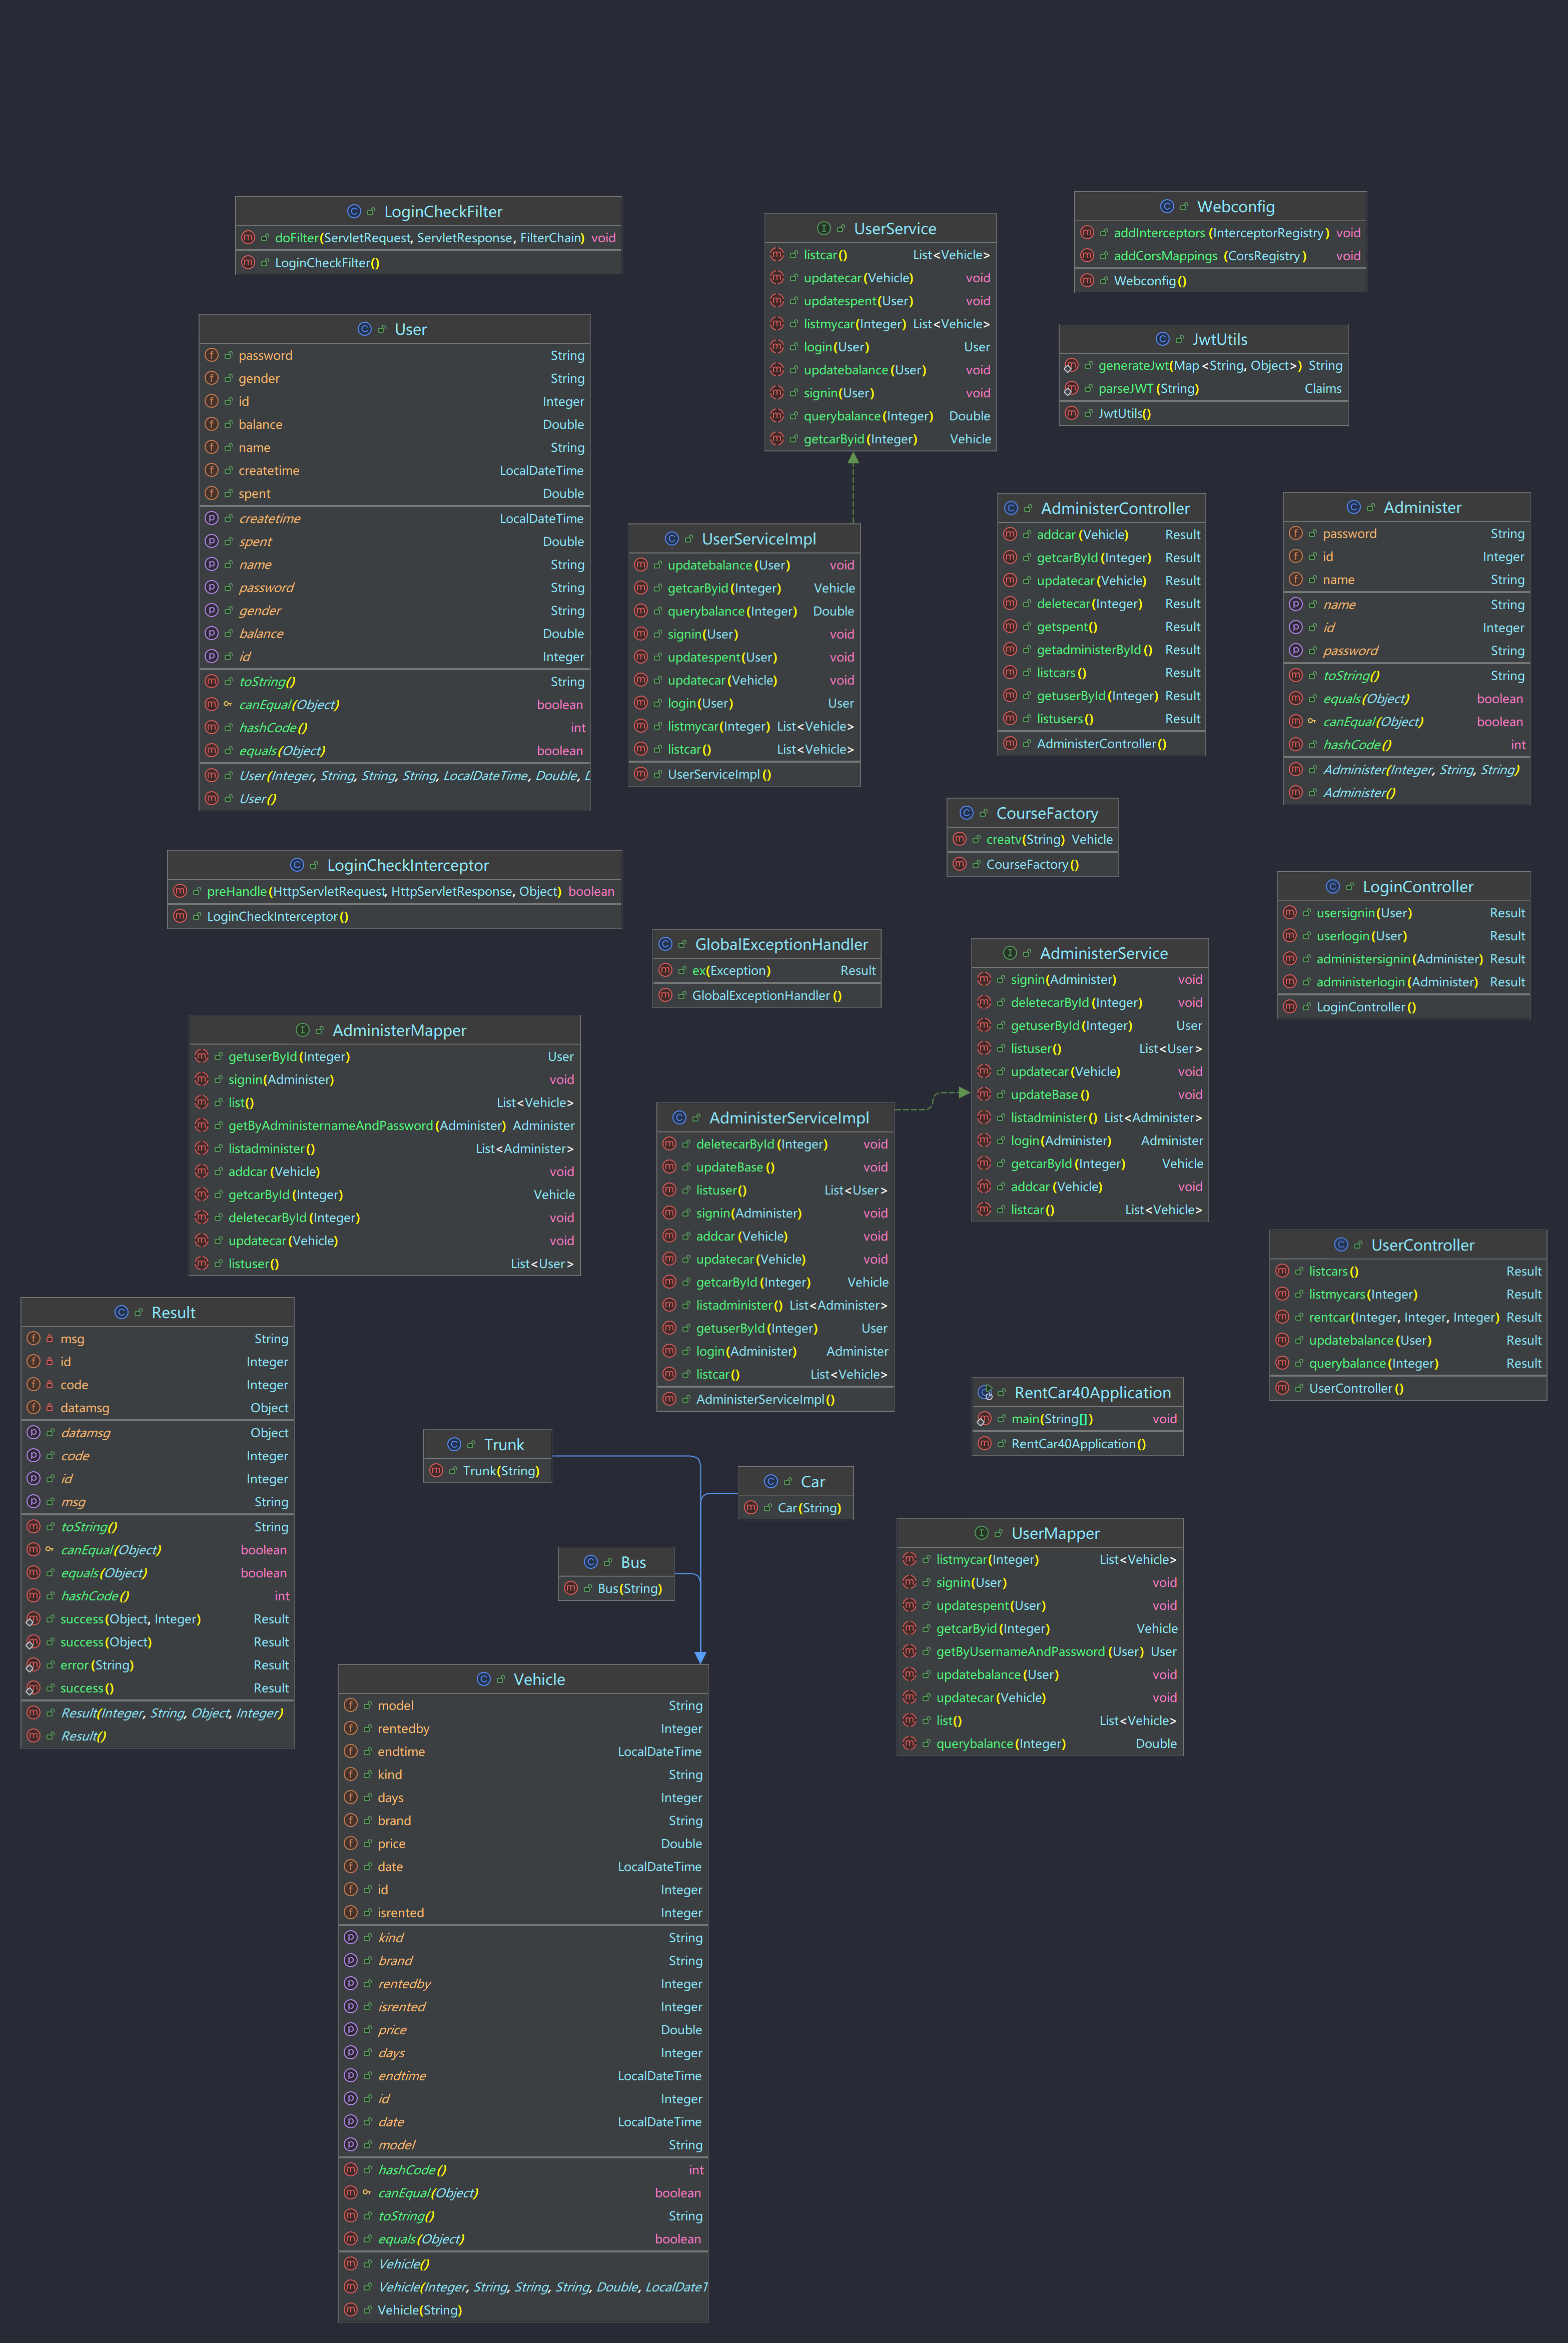 LoginCheckFilter
doFilter(ServletRequest, ServletResponse, FilterChain) void
LoginCheckFilter()
UserService
listcar() List<Vehicle>
updatecar(Vehicle) void
updatespent(User) void
listmycar(Integer) List<Vehicle>
login(User) User
updatebalance(User) void
signin(User) void
querybalance(Integer) Double
getcarByid(Integer) Vehicle
Webconfig
addInterceptors(InterceptorRegistry) void
addCorsMappings(CorsRegistry) void
Webconfig()
User
password String
gender String
id Integer
balance Double
name String
createtime LocalDateTime
spent Double
createtime LocalDateTime
spent Double
name String
password String
gender String
balance Double
id Integer
toString() String
canEqual(Object) boolean
hashCode() int
equals(Object) boolean
User(Integer, String, String, String, LocalDateTime, Double, D
User()
JwtUtils
generateJwt(Map<String, Object>) String
parseJWT(String) Claims
JwtUtils()
UserServiceImpl
updatebalance(User) void
getcarByid(Integer) Vehicle
querybalance(Integer) Double
signin(User) void
updatespent(User) void
updatecar(Vehicle) void
login(User) User
listmycar(Integer) List<Vehicle>
listcar() List<Vehicle>
UserServiceImpl()
AdministerController
addcar(Vehicle) Result
getcarById(Integer) Result
updatecar(Vehicle) Result
deletecar(Integer) Result
getspent() Result
getadministerById() Result
listcars() Result
getuserById(Integer) Result
listusers() Result
AdministerController()
Administer
password String
id Integer
name String
name String
id Integer
password String
toString() String
equals(Object) boolean
canEqual(Object) boolean
hashCode() int
Administer(Integer, String, String)
Administer()
CourseFactory
creatv(String) Vehicle
CourseFactory()
LoginCheckInterceptor
preHandle(HttpServletRequest, HttpServletResponse, Object) boolean
LoginCheckInterceptor()
LoginController
usersignin(User) Result
userlogin(User) Result
administersignin(Administer) Result
administerlogin(Administer) Result
LoginController()
GlobalExceptionHandler
ex(Exception) Result
GlobalExceptionHandler()
AdministerService
signin(Administer) void
deletecarById(Integer) void
getuserById(Integer) User
listuser() List<User>
updatecar(Vehicle) void
updateBase() void
listadminister() List<Administer>
login(Administer) Administer
getcarById(Integer) Vehicle
addcar(Vehicle) void
listcar() List<Vehicle>
AdministerMapper
getuserById(Integer) User
signin(Administer) void
list() List<Vehicle>
getByAdministernameAndPassword(Administer) Administer
listadminister() List<Administer>
addcar(Vehicle) void
getcarById(Integer) Vehicle
deletecarById(Integer) void
updatecar(Vehicle) void
listuser() List<User>
AdministerServiceImpl
deletecarById(Integer) void
updateBase() void
listuser() List<User>
signin(Administer) void
addcar(Vehicle) void
updatecar(Vehicle) void
getcarById(Integer) Vehicle
listadminister() List<Administer>
getuserById(Integer) User
login(Administer) Administer
listcar() List<Vehicle>
AdministerServiceImpl()
UserController
listcars() Result
listmycars(Integer) Result
rentcar(Integer, Integer, Integer) Result
updatebalance(User) Result
querybalance(Integer) Result
UserController()
Result
msg String
id Integer
code Integer
datamsg Object
datamsg Object
code Integer
id Integer
msg String
toString() String
canEqual(Object) boolean
equals(Object) boolean
hashCode() int
success(Object, Integer) Result
success(Object) Result
error(String) Result
success() Result
Result(Integer, String, Object, Integer)
Result()
RentCar40Application
main(String[]) void
RentCar40Application()
Trunk
Trunk(String)
Car
Car(String)
Bus
Bus(String)
UserMapper
listmycar(Integer) List<Vehicle>
signin(User) void
updatespent(User) void
getcarByid(Integer) Vehicle
getByUsernameAndPassword(User) User
updatebalance(User) void
updatecar(Vehicle) void
list() List<Vehicle>
querybalance(Integer) Double
Vehicle
model String
rentedby Integer
endtime LocalDateTime
kind String
days Integer
brand String
price Double
date LocalDateTime
id Integer
isrented Integer
kind String
brand String
rentedby Integer
isrented Integer
price Double
days Integer
endtime LocalDateTime
id Integer
date LocalDateTime
model String
hashCode() int
canEqual(Object) boolean
toString() String
equals(Object) boolean
Vehicle()
Vehicle(Integer, String, String, String, Double, LocalDateT
Vehicle(String)